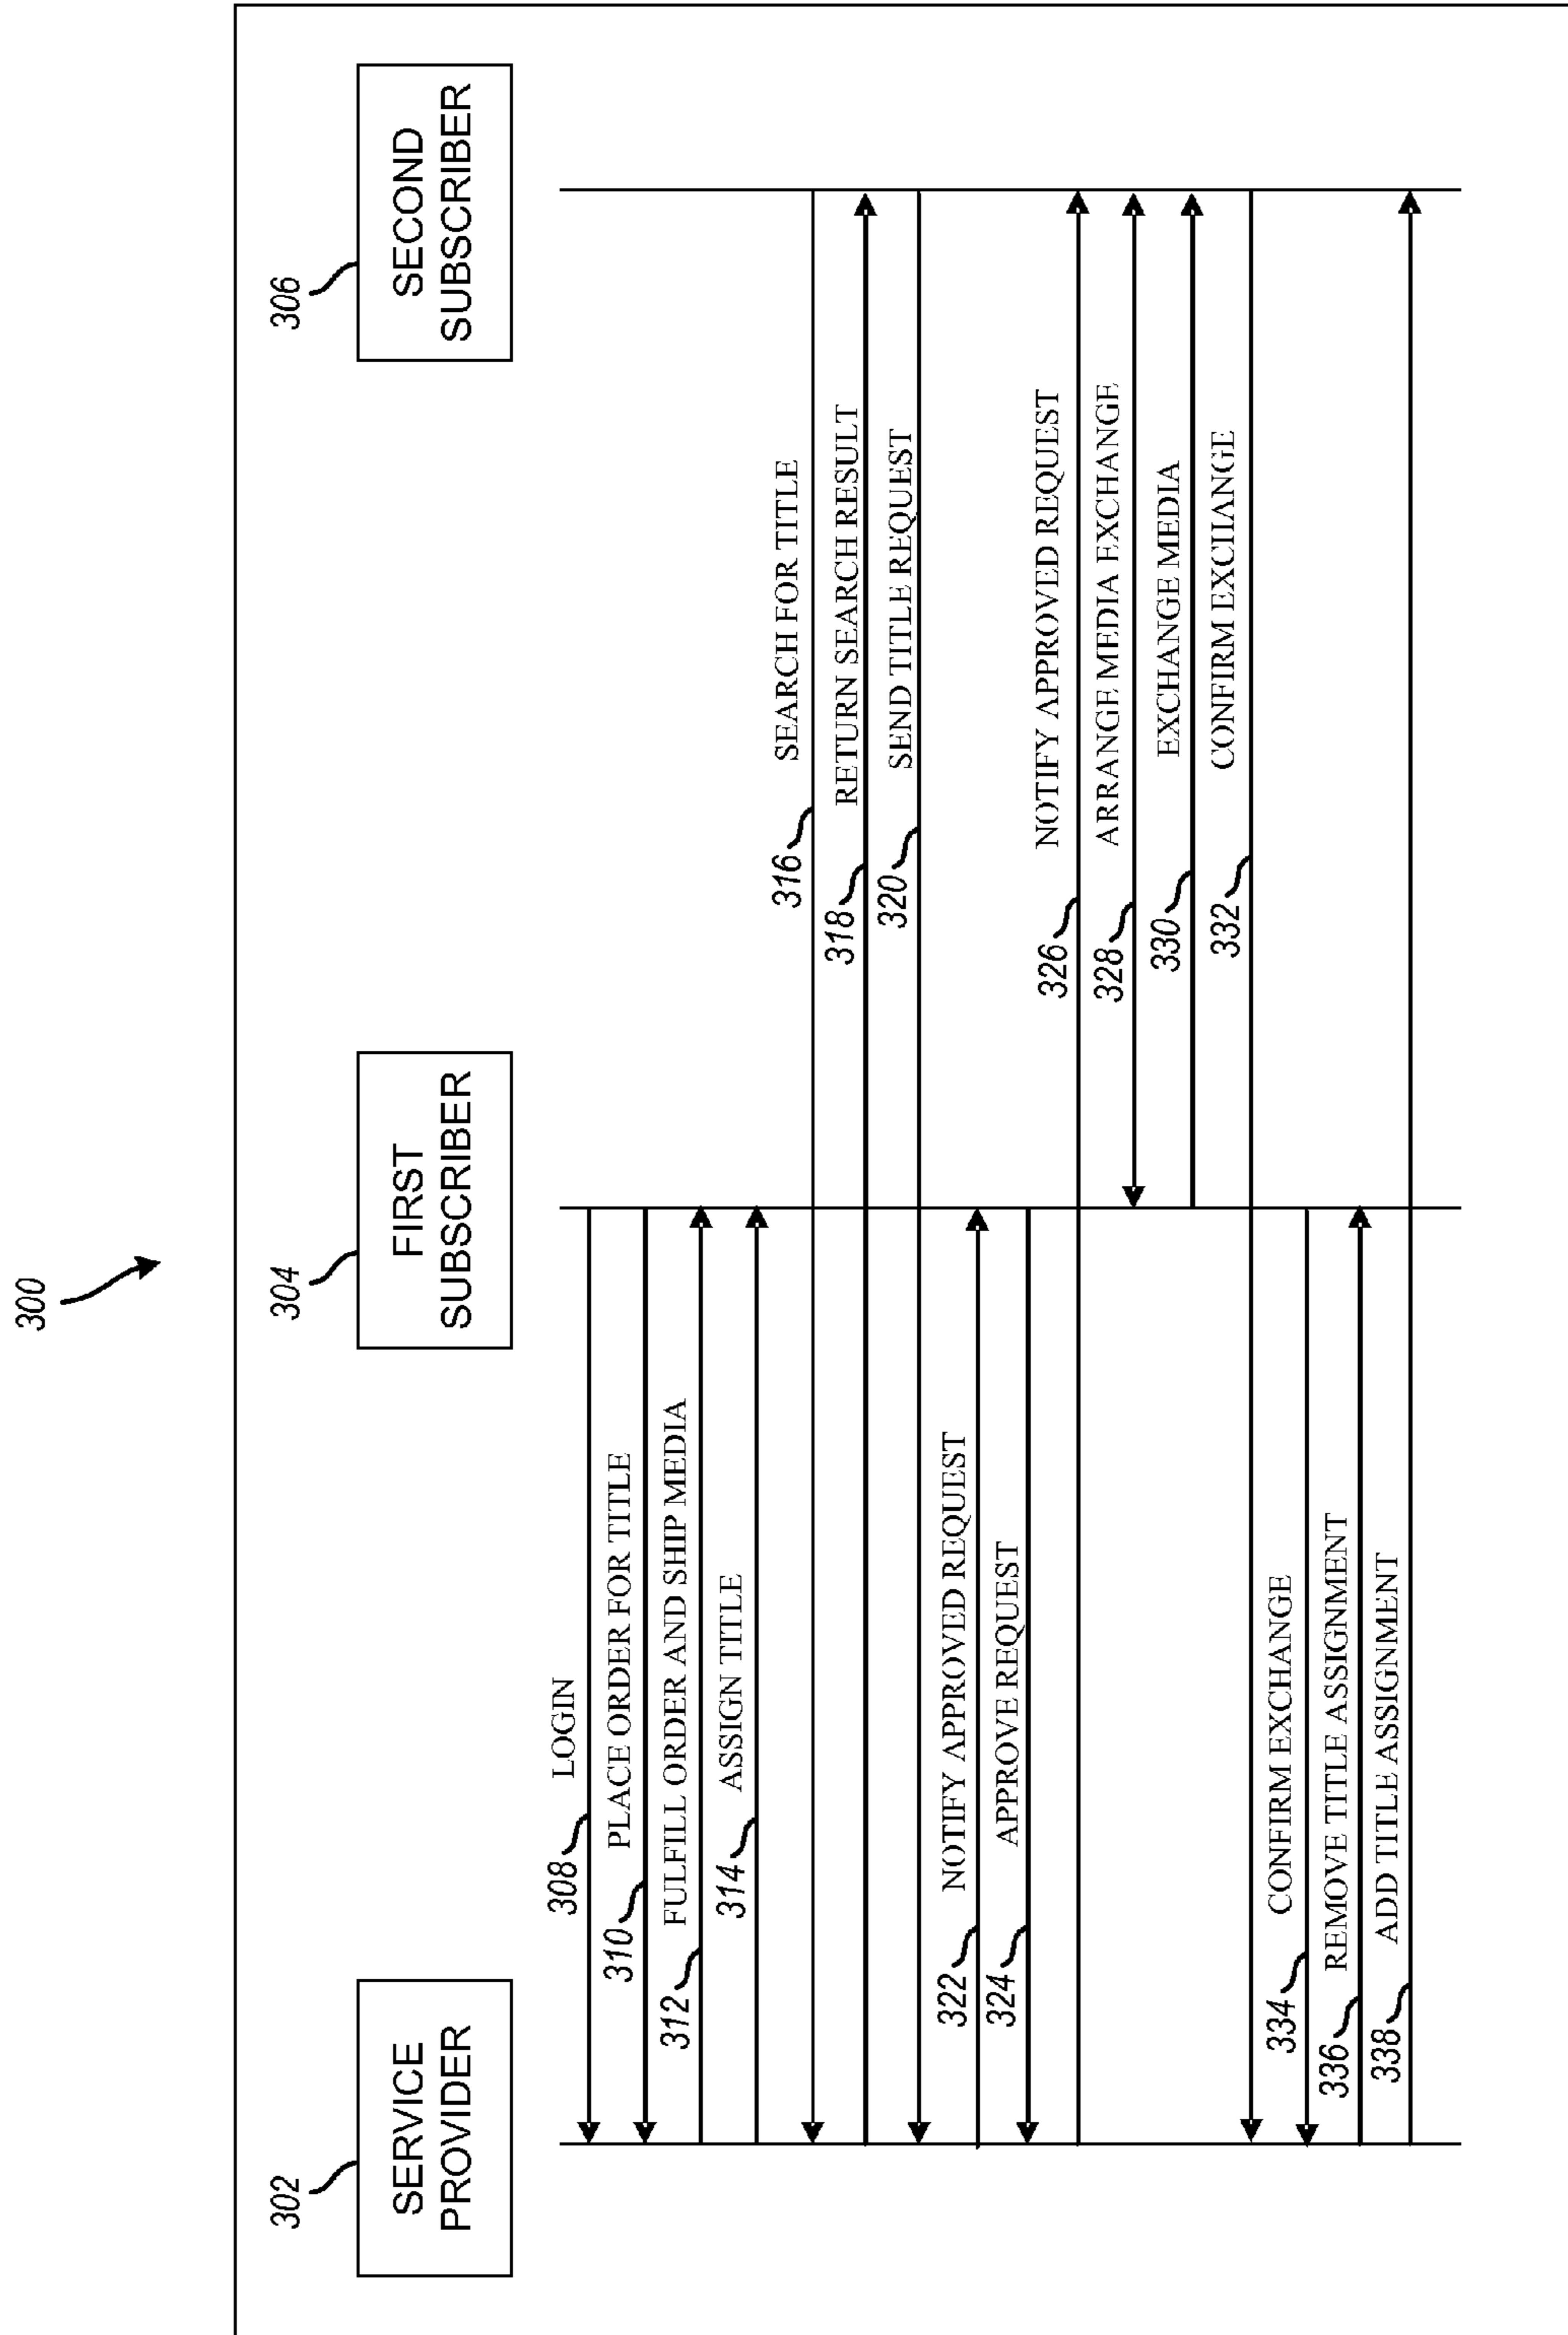 300
302
SERVICE
PROVIDER
304
FIRST
SUBSCRIBER
306
SECOND
SUBSCRIBER
308 LOGIN
310 PLACE ORDER FOR TITLE
312 FULFILL ORDER AND SHIP MEDIA
314 ASSIGN TITLE
316 SEARCH FOR TITLE
318 RETURN SEARCH RESULT
320 SEND TITLE REQUEST
322 NOTIFY APPROVED REQUEST
324 APPROVE REQUEST
326 NOTIFY APPROVED REQUEST
328 ARRANGE MEDIA EXCHANGE
330 EXCHANGE MEDIA
332 CONFIRM EXCHANGE
334 CONFIRM EXCHANGE
336 REMOVE TITLE ASSIGNMENT
338 ADD TITLE ASSIGNMENT